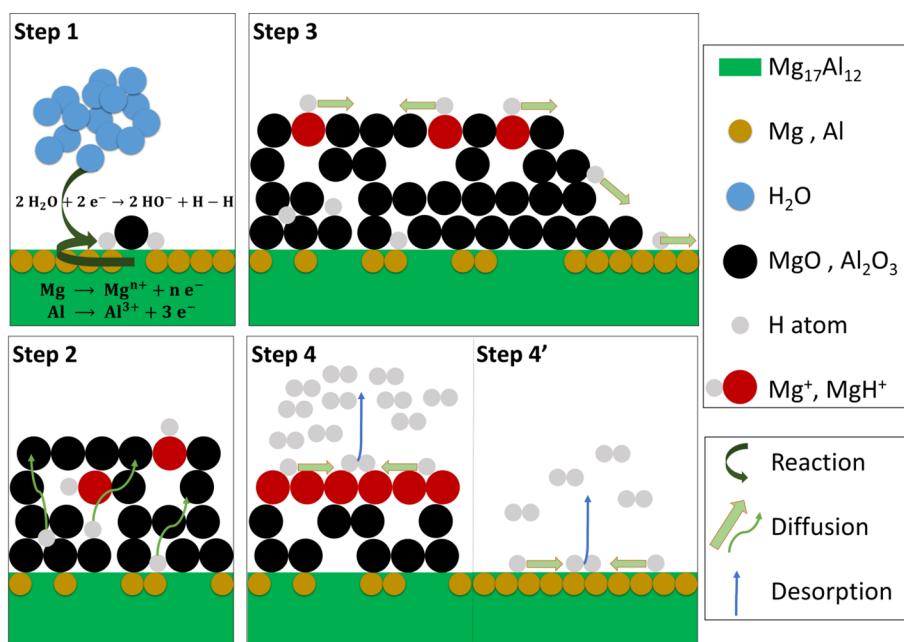 Step 1
2 H₂O + 2 e⁻ → 2 HO⁻ + H − H
Mg → Mgⁿ⁺ + n e⁻
Al → Al³⁺ + 3 e⁻
Step 3
Step 2
Step 4
Step 4’
Mg₁₇Al₁₂
Mg , Al
H₂O
MgO , Al₂O₃
H atom
Mg⁺, MgH⁺
Reaction
Diffusion
Desorption